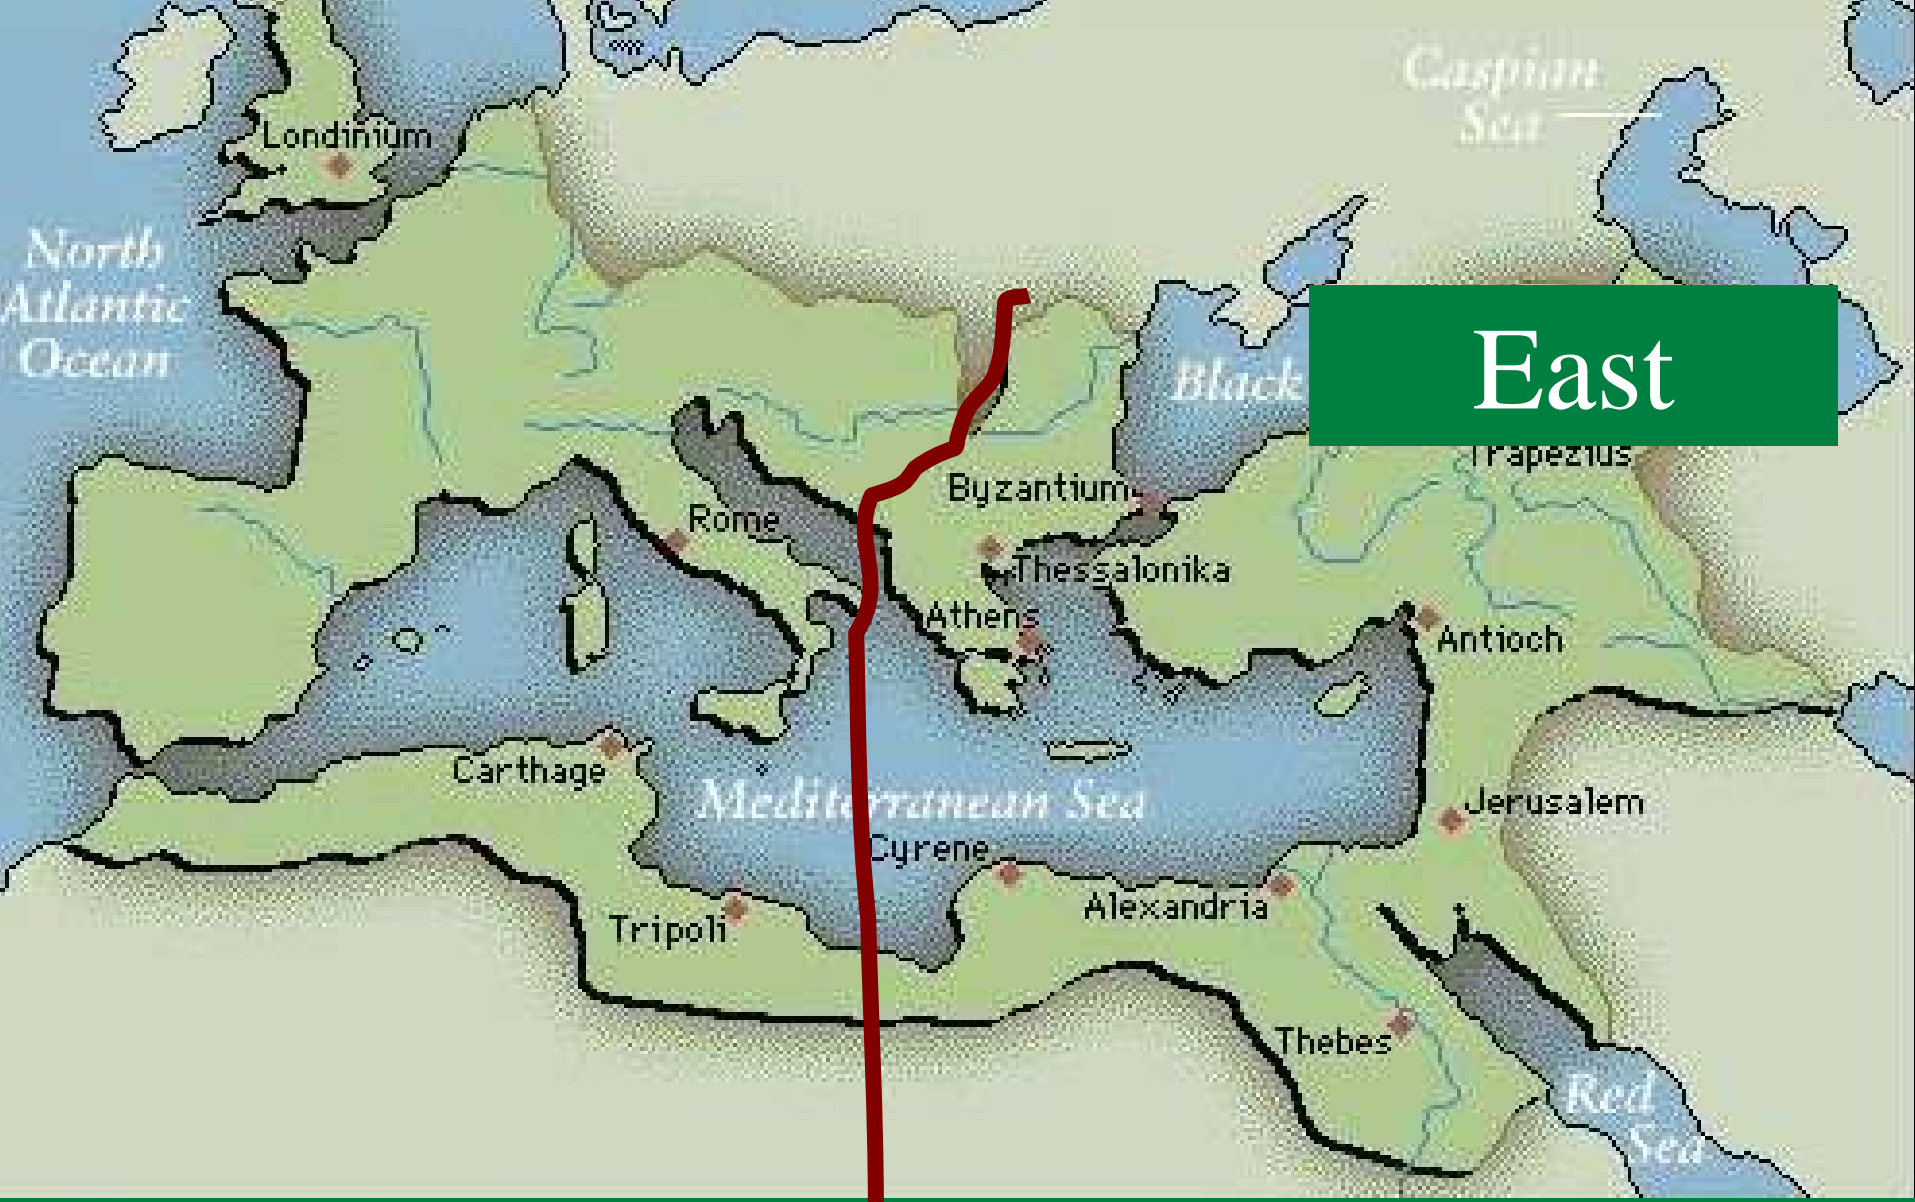 Caspian
Sea
Londinium
North
Atlantic
Ocean
East
Black
Trapezius
Byzantium
Rome
Thessalonika
Athens
Antioch
Carthage
Mediterranean Sea
Jerusalem
Cyrene
Alexandria
Tripoli
Thebes
Red
Sea